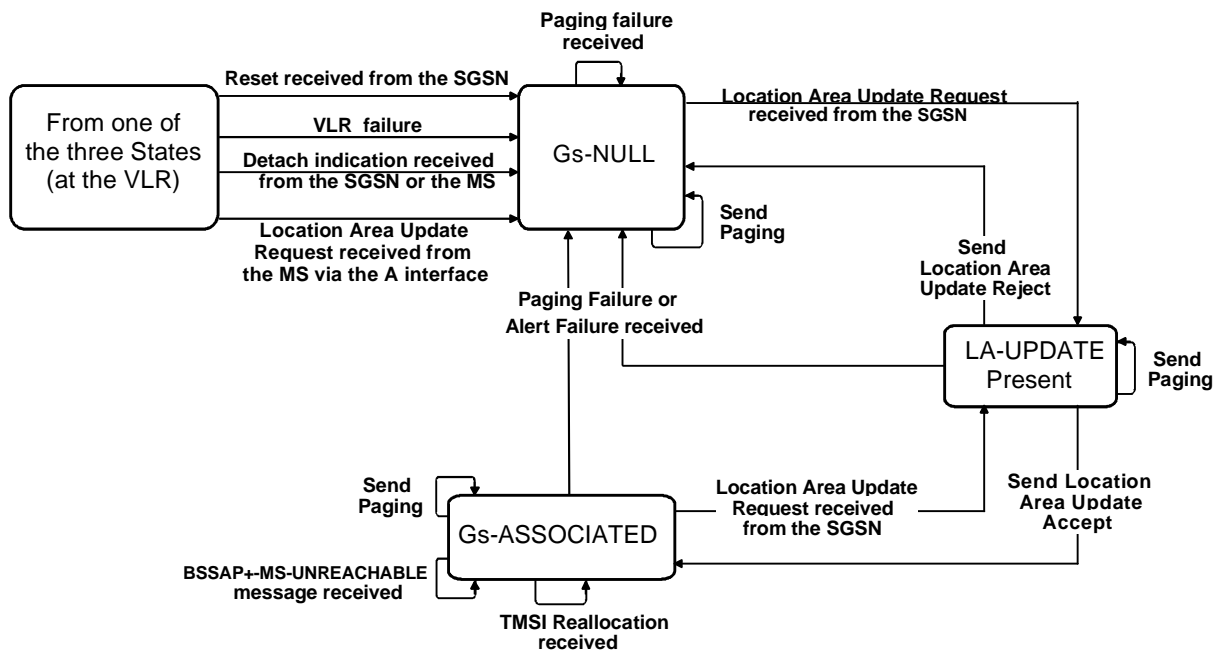 Paging failure
received
Reset received from the SGSN
From one of
the three States
(at the VLR)
VLR failure
Detach indication received
from the SGSN or the MS
Location Area Update
Request received from
the MS via the A interface
Gs-NULL
Location Area Update Request
received from the SGSN
Send
Paging
Send
Location Area
Update Reject
Paging Failure or
Alert Failure received
LA-UPDATE
Present
Send
Paging
Send
Paging
Gs-ASSOCIATED
Location Area Update
Request received
from the SGSN
Send Location
Area Update
Accept
BSSAP+-MS-UNREACHABLE
message received
TMSI Reallocation
received